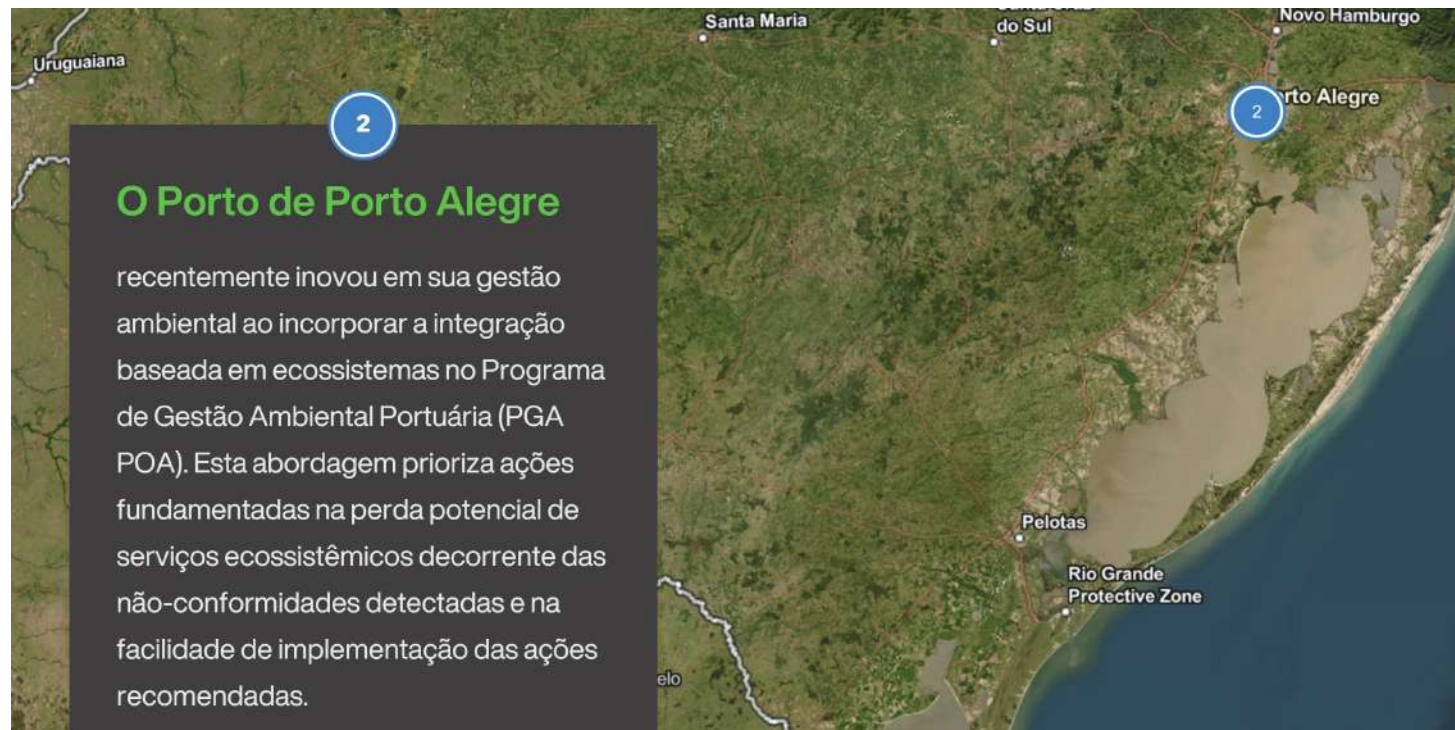 Santa Maria
do Sul
Novo Hamburgo
Uruguaiana
2
2
rto Alegre
O Porto de Porto Alegre
recentemente inovou em sua gestão
ambiental ao incorporar a integração
baseada em ecossistemas no Programa
de Gestão Ambiental Portuária (PGA
POA). Esta abordagem prioriza ações
fundamentadas na perda potencial de
serviços ecossistêmicos decorrente das
não-conformidades detectadas e na
facilidade de implementação das ações
recomendadas.
Pelotas
Rio Grande
Protective Zone
elo